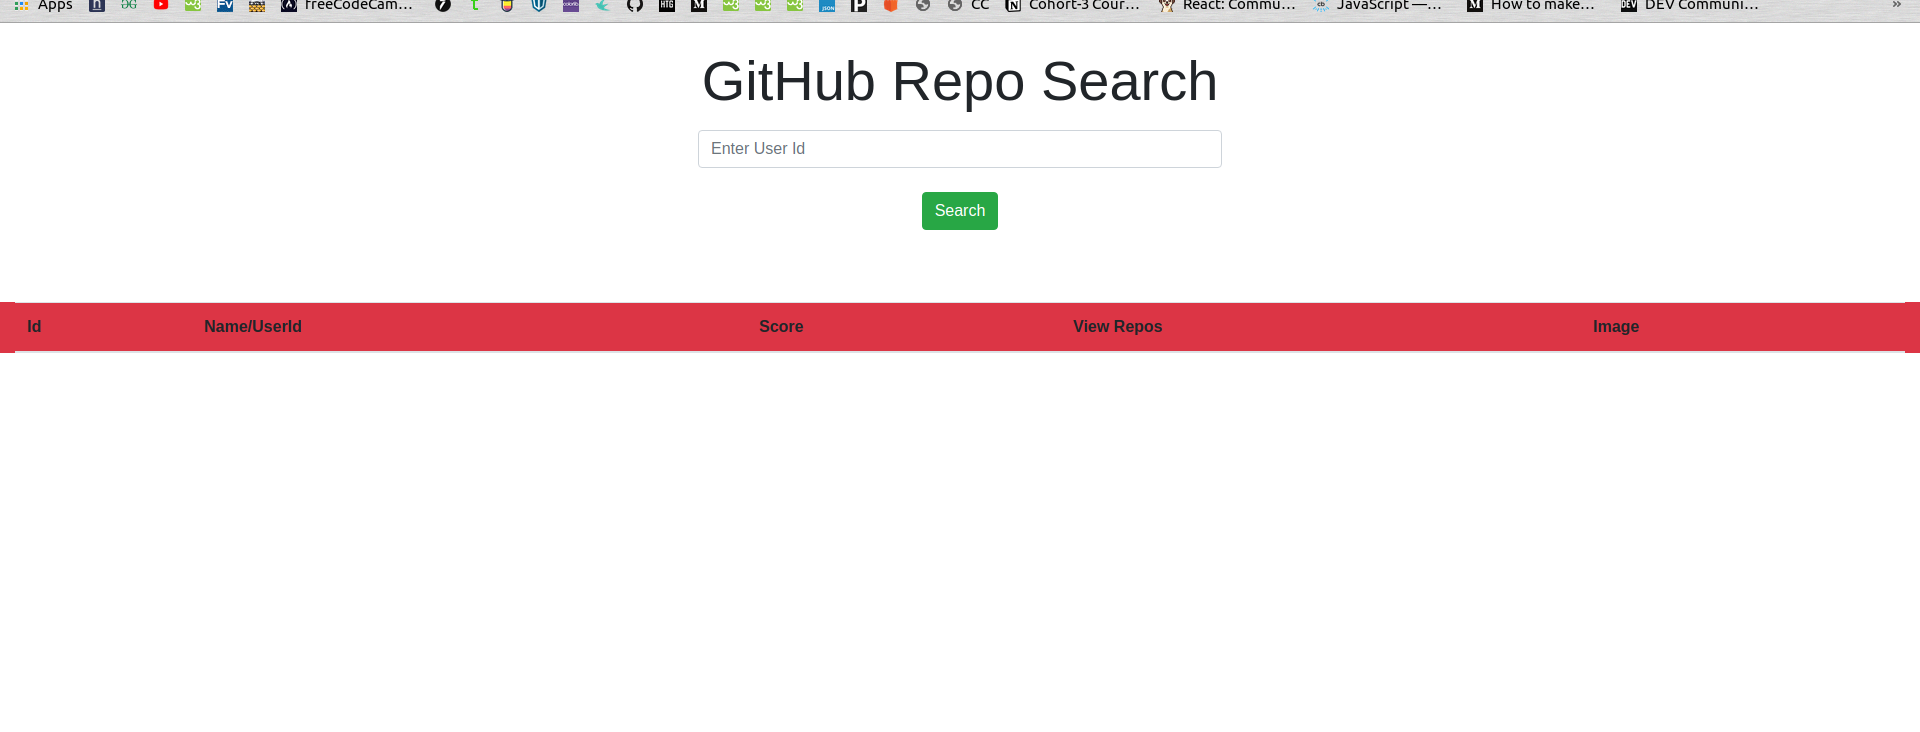 Apps freeCodeCam... CC Cohort-3 Cour... React: Commu... JavaScript —... M How to make... DEV DEV Communi... »
GitHub Repo Search
Enter User Id
Search
Id Name/UserId Score View Repos Image